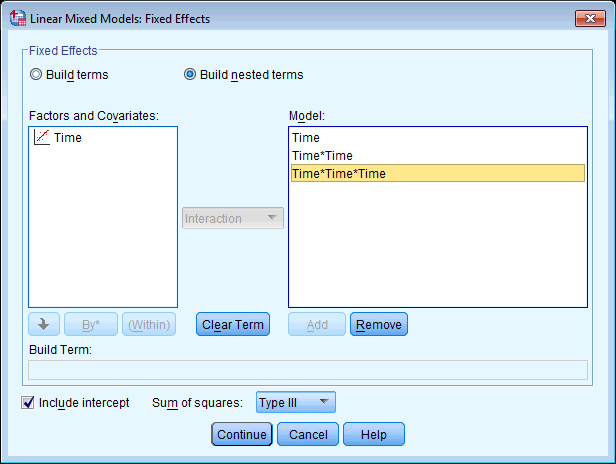 Linear Mixed Models: Fixed Effects
Fixed Effects
Build terms
Build nested terms
Factors and Covariates:
Model:
Time
Time
Time*Time
Time*Time*Time
Interaction
By*
(Within)
Clear Term
Add
Remove
Build Term:
Include intercept
Sum of squares:
Type III
Continue
Cancel
Help